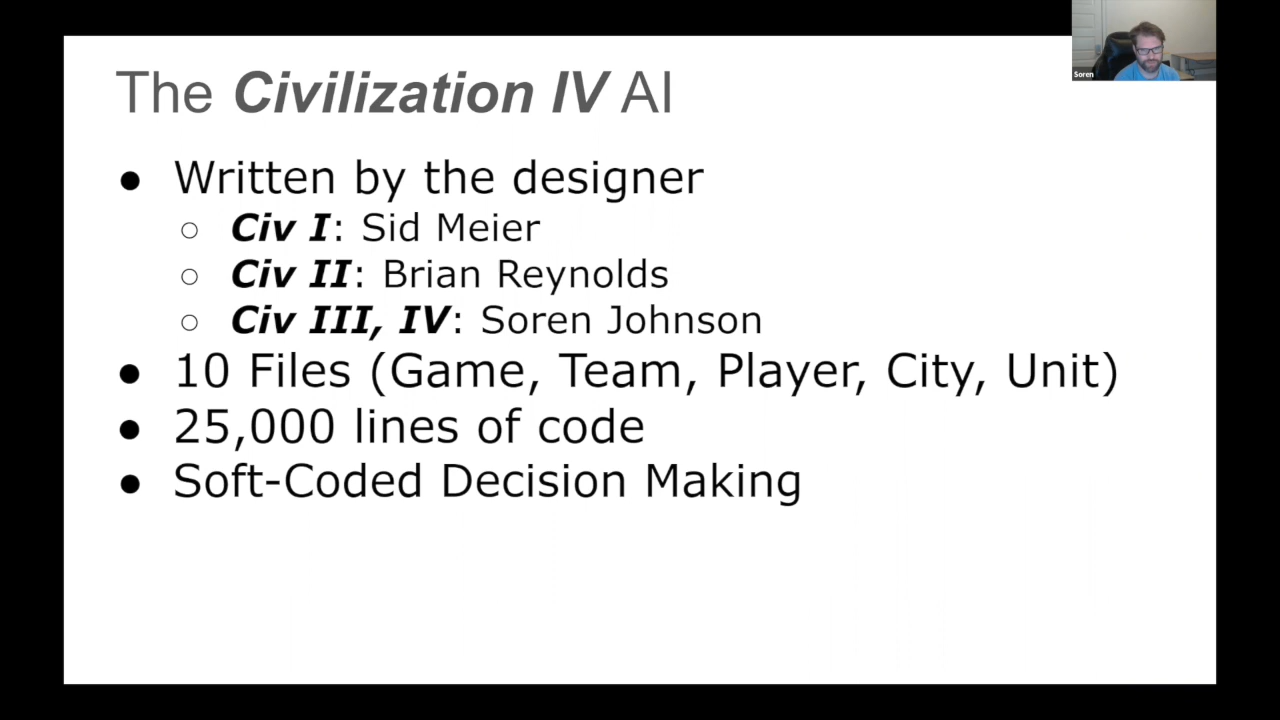 Soren
The Civilization IV AI
● Written by the designer
○ Civ I: Sid Meier
○ Civ II: Brian Reynolds
○ Civ III, IV: Soren Johnson
● 10 Files (Game, Team, Player, City, Unit)
● 25,000 lines of code
● Soft-Coded Decision Making